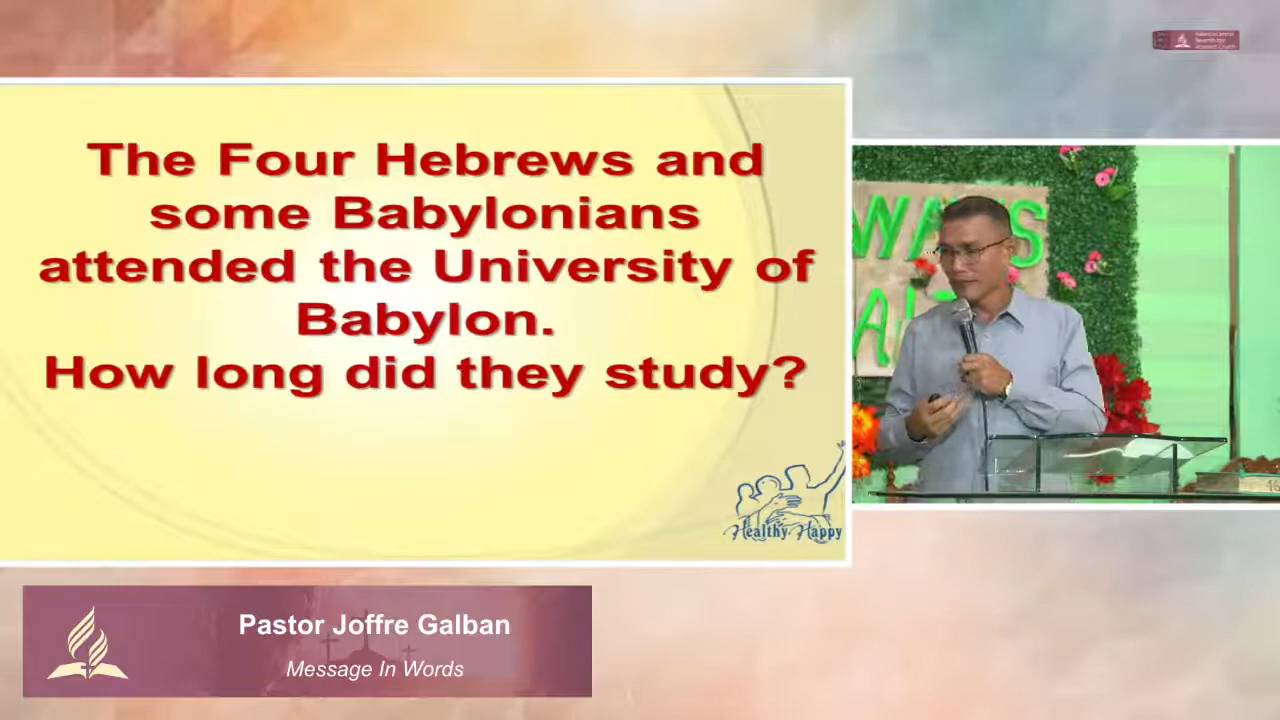 The Four Hebrews and
some Babylonians
attended the University of
Babylon.
How long did they study?
Healthy Happy
Pastor Joffre Galban
Message In Words